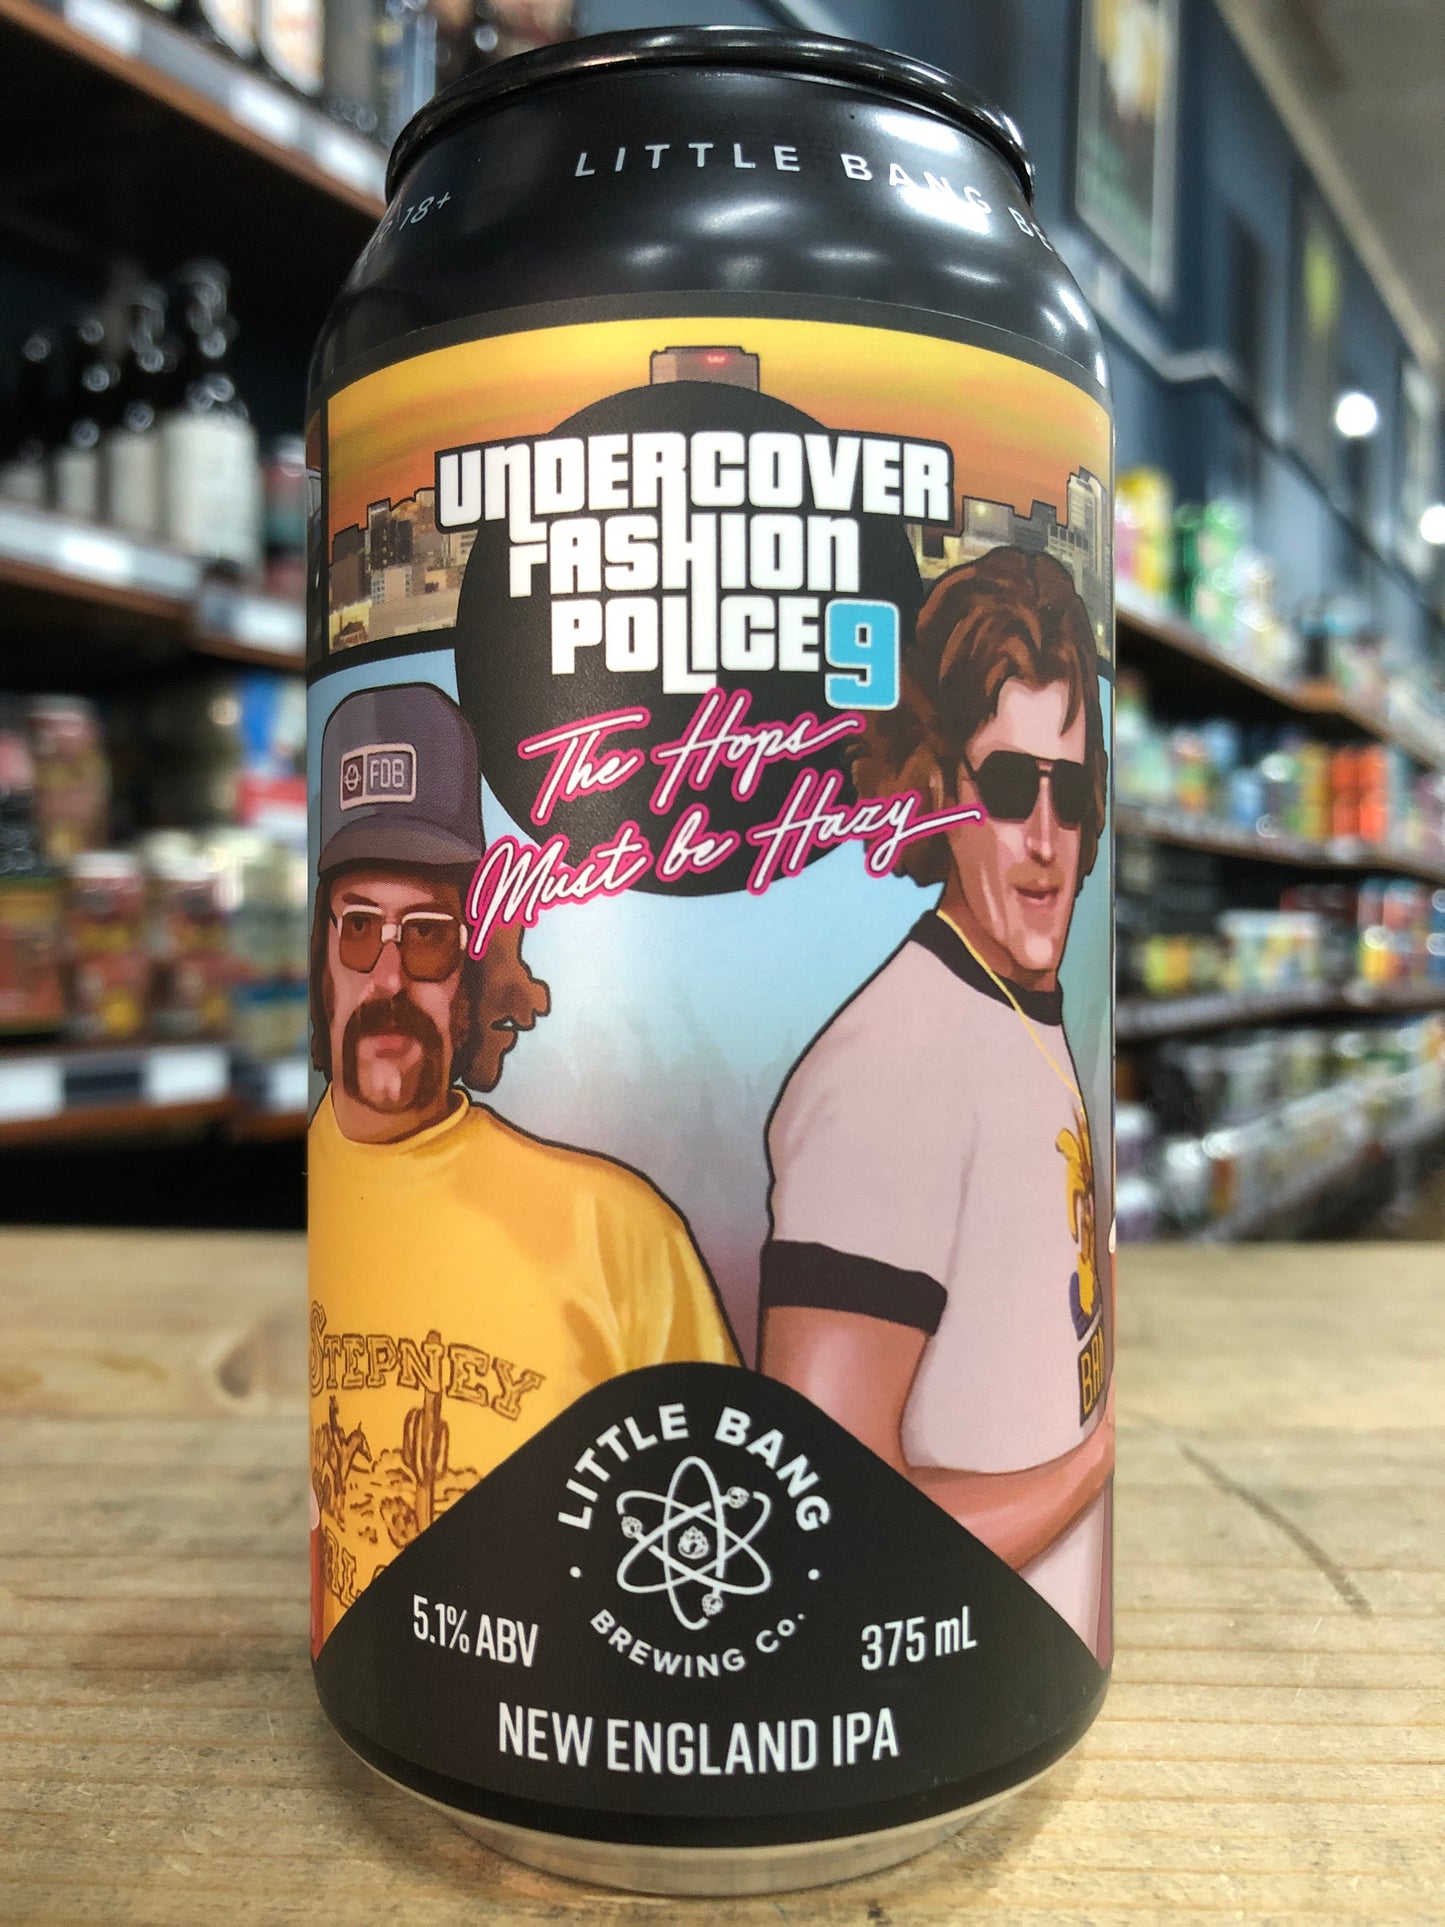 18+
LITTLE BANG
UNDERCOVER
FASHION
POLICE 9
The Hops
Must be Hazy
FDB
STEPNEY
LITTLE BANG
BREWING Co.
5.1% ABV
375 mL
NEW ENGLAND IPA